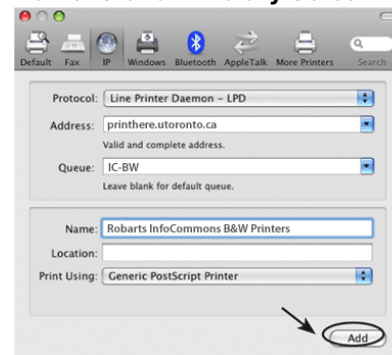 Default Fax IP Windows Bluetooth AppleTalk More Printers Search
Protocol: Line Printer Daemon – LPD
Address: printhere.utoronto.ca
Valid and complete address.
Queue: IC-BW
Leave blank for default queue.
Name: Robarts InfoCommons B&W Printers
Location:
Print Using: Generic PostScript Printer
Add